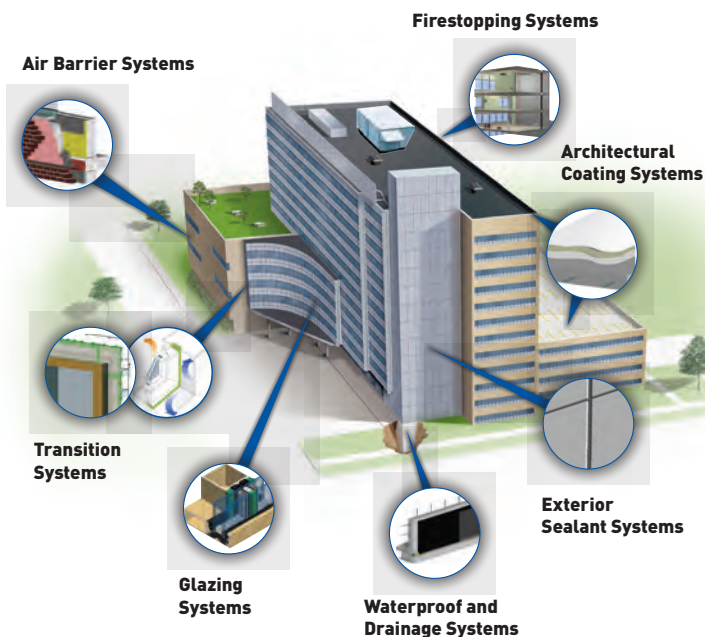 Firestopping Systems
Air Barrier Systems
Architectural
Coating Systems
Transition
Systems
Exterior
Sealant Systems
Glazing
Systems
Waterproof and
Drainage Systems